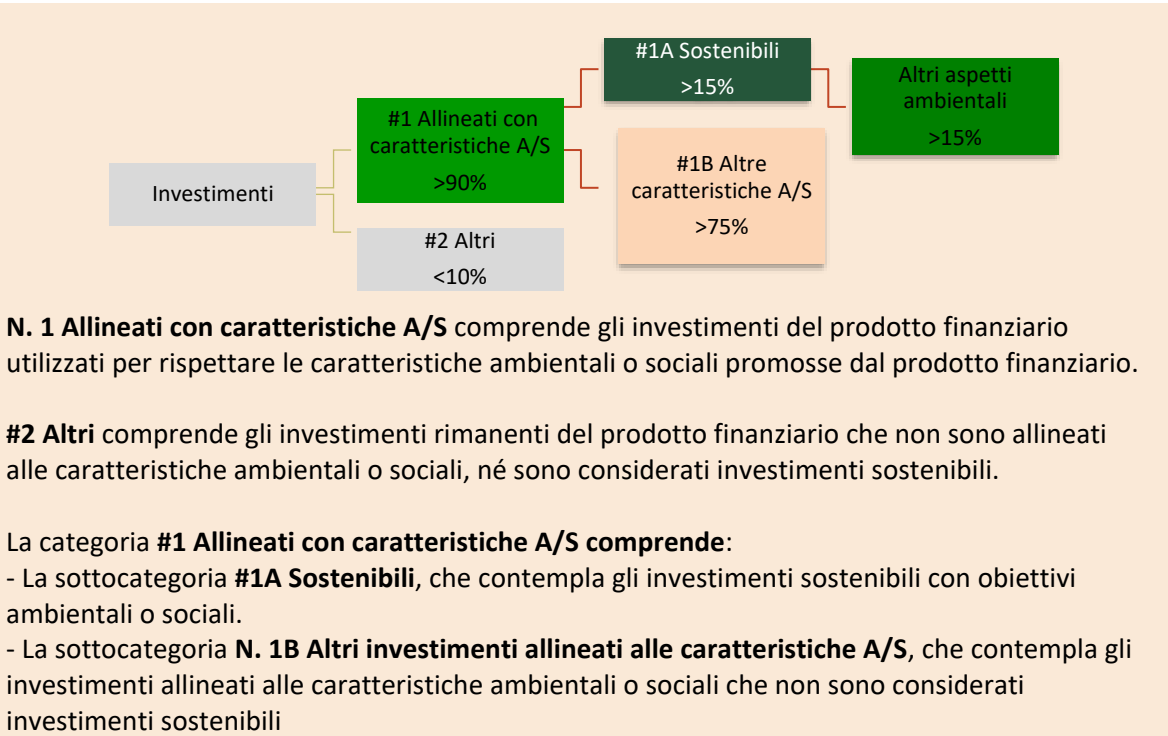 #1A Sostenibili
>15%
Altri aspetti
ambientali
>15%
#1 Allineati con
caratteristiche A/S
>90%
#1B Altre
caratteristiche A/S
>75%
Investimenti
#2 Altri
<10%
N. 1 Allineati con caratteristiche A/S comprende gli investimenti del prodotto finanziario
utilizzati per rispettare le caratteristiche ambientali o sociali promosse dal prodotto finanziario.
#2 Altri comprende gli investimenti rimanenti del prodotto finanziario che non sono allineati
alle caratteristiche ambientali o sociali, né sono considerati investimenti sostenibili.
La categoria #1 Allineati con caratteristiche A/S comprende:
- La sottocategoria #1A Sostenibili, che contempla gli investimenti sostenibili con obiettivi
ambientali o sociali.
- La sottocategoria N. 1B Altri investimenti allineati alle caratteristiche A/S, che contempla gli
investimenti allineati alle caratteristiche ambientali o sociali che non sono considerati
investimenti sostenibili